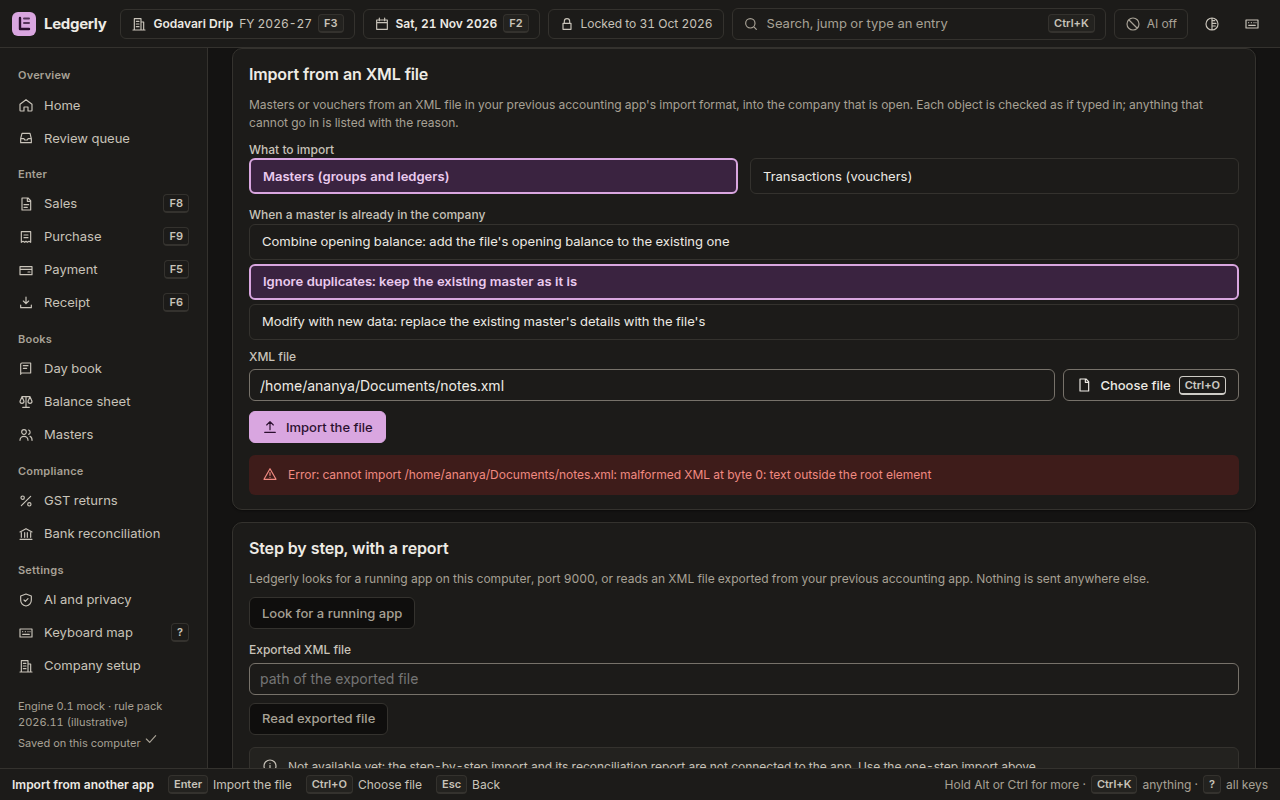 Ledgerly
Godavari Drip FY 2026-27 F3
Sat, 21 Nov 2026 F2
Locked to 31 Oct 2026
Search, jump or type an entry Ctrl+K
AI off
Overview
Home
Review queue
Enter
Sales F8
Purchase F9
Payment F5
Receipt F6
Books
Day book
Balance sheet
Masters
Compliance
GST returns
Bank reconciliation
Settings
AI and privacy
Keyboard map ?
Company setup
Engine 0.1 mock · rule pack
2026.11 (illustrative)
Saved on this computer
Import from an XML file
Masters or vouchers from an XML file in your previous accounting app's import format, into the company that is open. Each object is checked as if typed in; anything that
cannot go in is listed with the reason.
What to import
Masters (groups and ledgers)
Transactions (vouchers)
When a master is already in the company
Combine opening balance: add the file's opening balance to the existing one
Ignore duplicates: keep the existing master as it is
Modify with new data: replace the existing master's details with the file's
XML file
/home/ananya/Documents/notes.xml
Choose file Ctrl+O
Import the file
Error: cannot import /home/ananya/Documents/notes.xml: malformed XML at byte 0: text outside the root element
Step by step, with a report
Ledgerly looks for a running app on this computer, port 9000, or reads an XML file exported from your previous accounting app. Nothing is sent anywhere else.
Look for a running app
Exported XML file
path of the exported file
Read exported file
Not available yet: the step-by-step import and its reconciliation report are not connected to the app. Use the one-step import above.
Import from another app Enter Import the file Ctrl+O Choose file Esc Back
Hold Alt or Ctrl for more · Ctrl+K anything · ? all keys